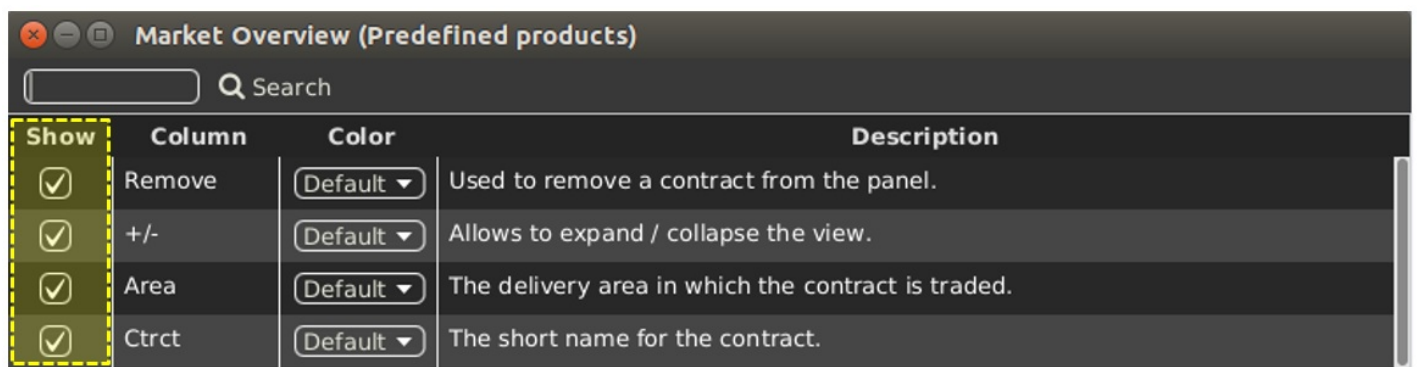 Market Overview (Predefined products)
Search
Show Column Color Description
Remove Default Used to remove a contract from the panel.
+/- Default Allows to expand / collapse the view.
Area Default The delivery area in which the contract is traded.
Ctrct Default The short name for the contract.